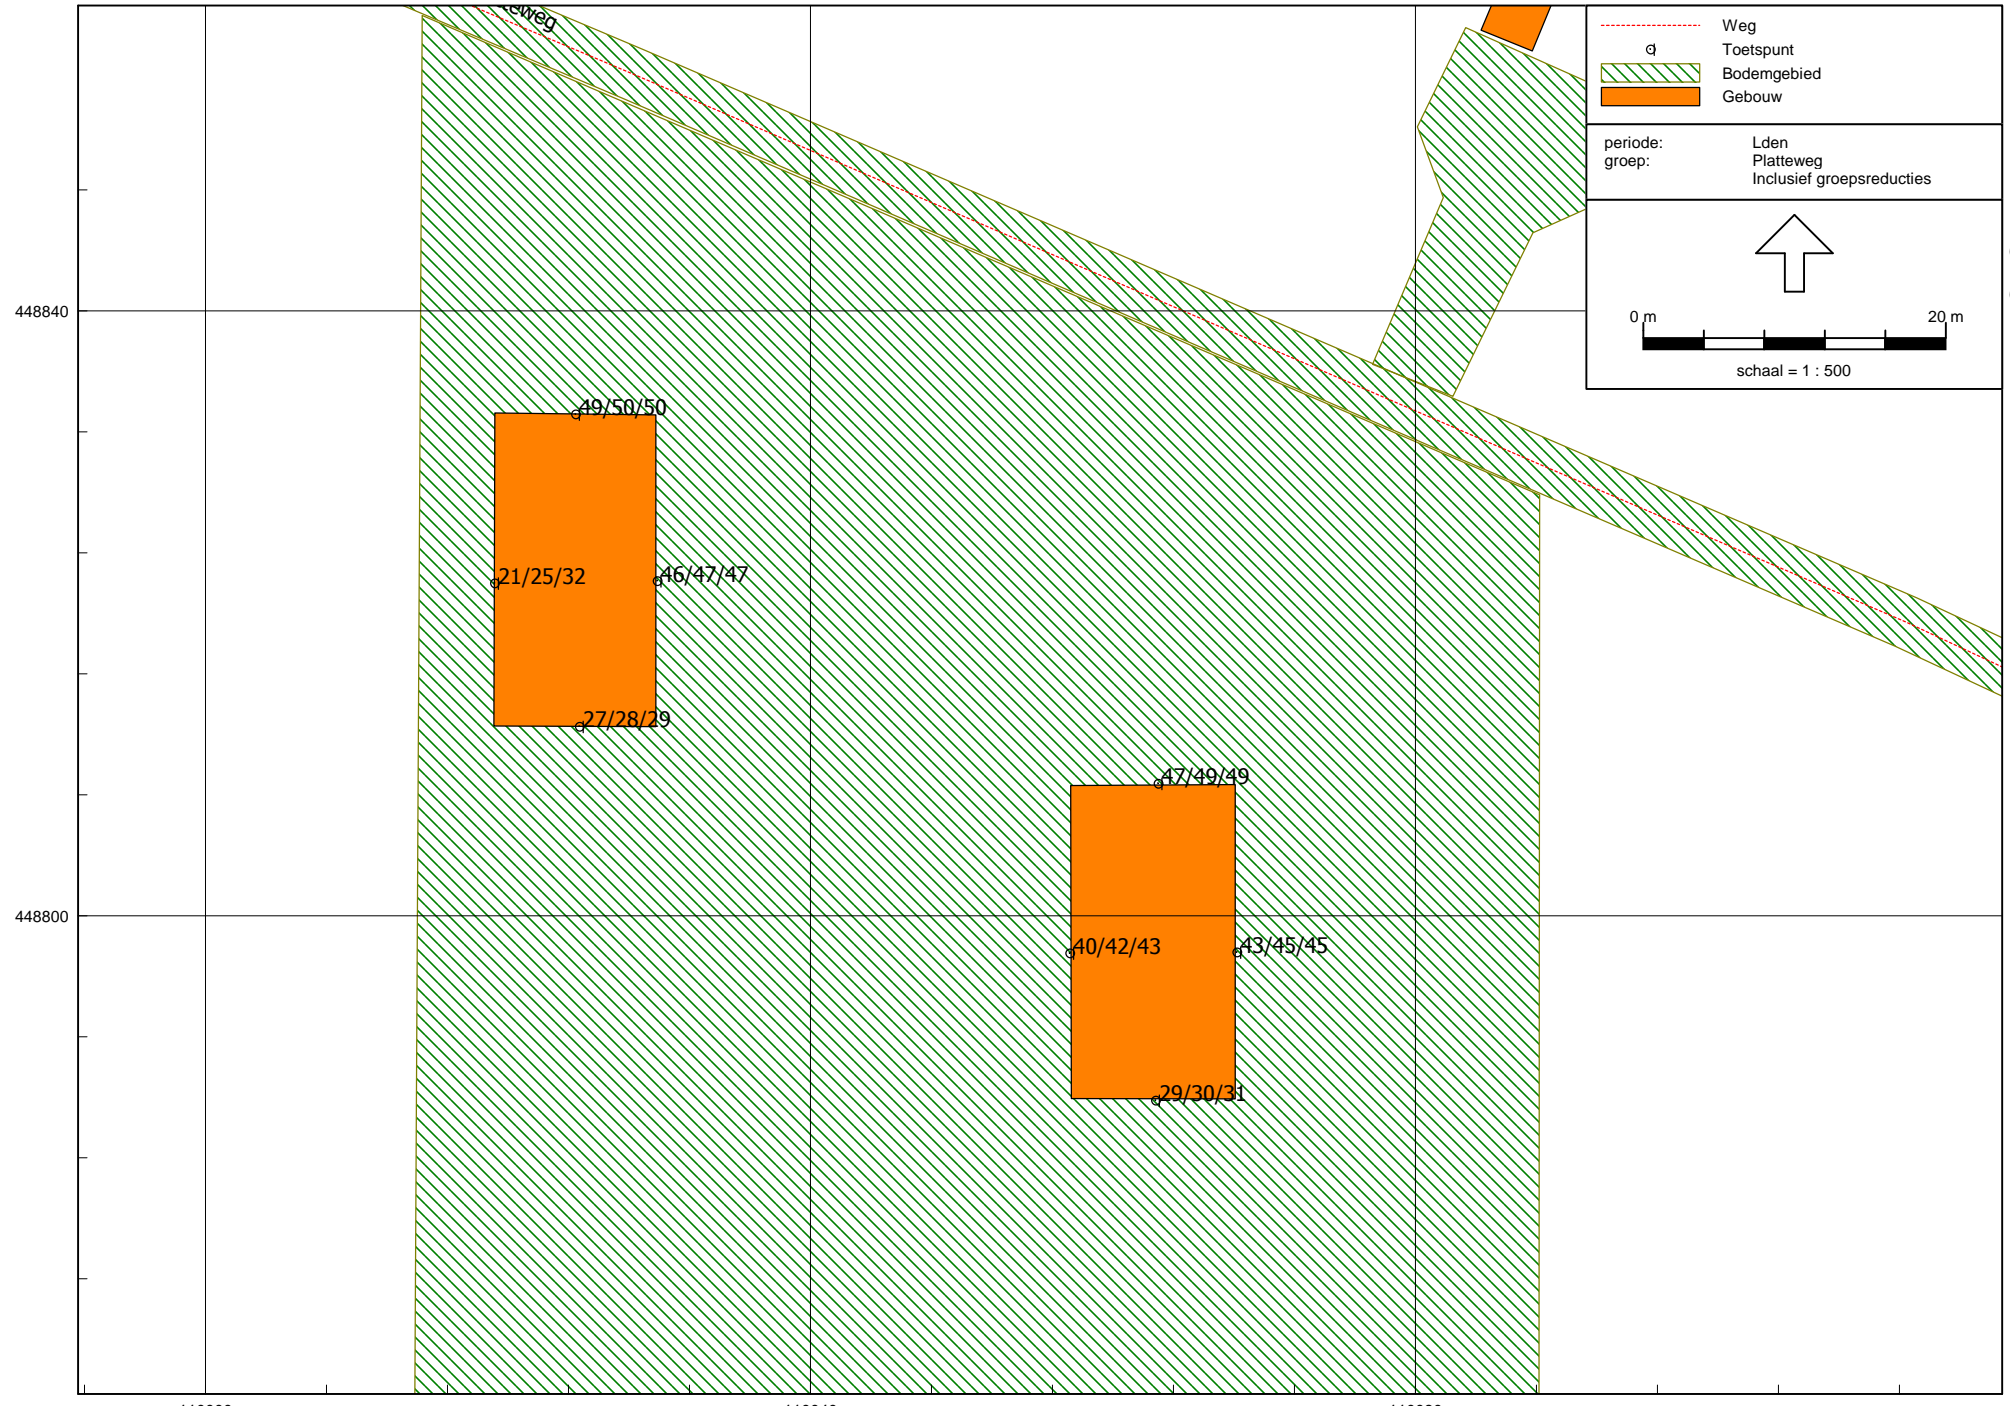 Weg
Toetspunt
Bodemgebied
Gebouw
periode: Lden
groep: Platteweg
Inclusief groepsreducties
0 m 20 m
schaal = 1 : 500
448840
49/50/50
21/25/32
46/47/47
27/28/29
47/49/49
448800
40/42/43
43/45/45
29/30/31